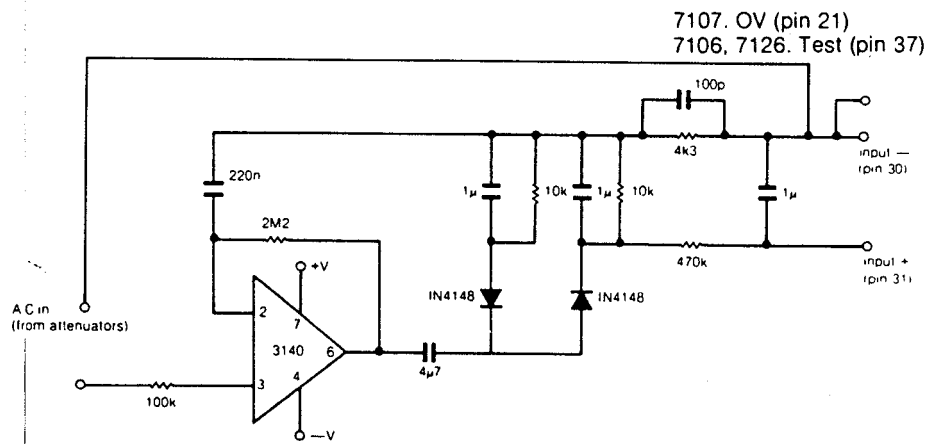 7107. OV (pin 21)
7106, 7126. Test (pin 37)
100p
4k3
input —
(pin 30)
220n
1µ
10k
1µ
10k
1µ
2M2
470k
input +
(pin 31)
+V
IN4148
IN4148
A C in
(from attenuators)
2
7
3140
6
4
3
4µ7
100k
—V